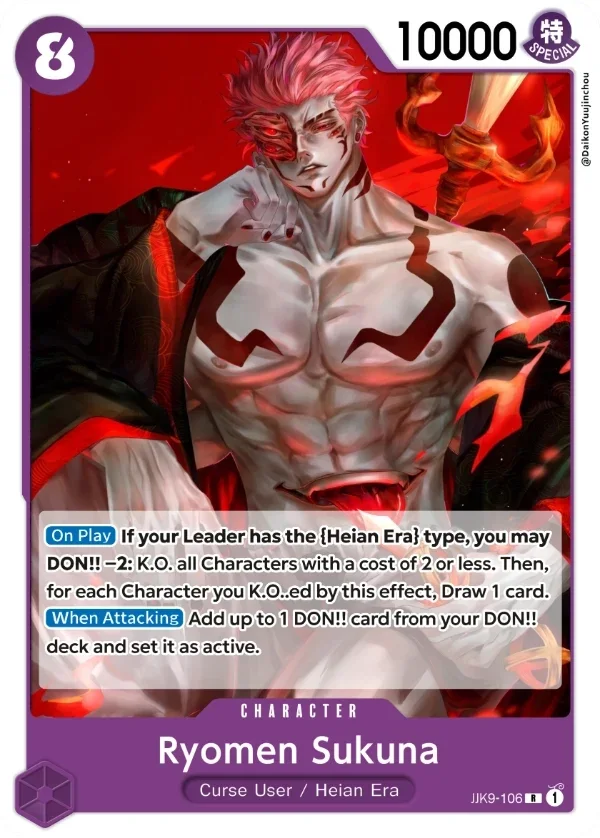 8
10000
特
SPECIAL
@DaikonYuujinchou
On Play If your Leader has the {Heian Era} type, you may
DON!! −2: K.O. all Characters with a cost of 2 or less. Then,
for each Character you K.O..ed by this effect, Draw 1 card.
When Attacking Add up to 1 DON!! card from your DON!!
deck and set it as active.
CHARACTER
Ryomen Sukuna
Curse User / Heian Era
JJK9-106 R 1